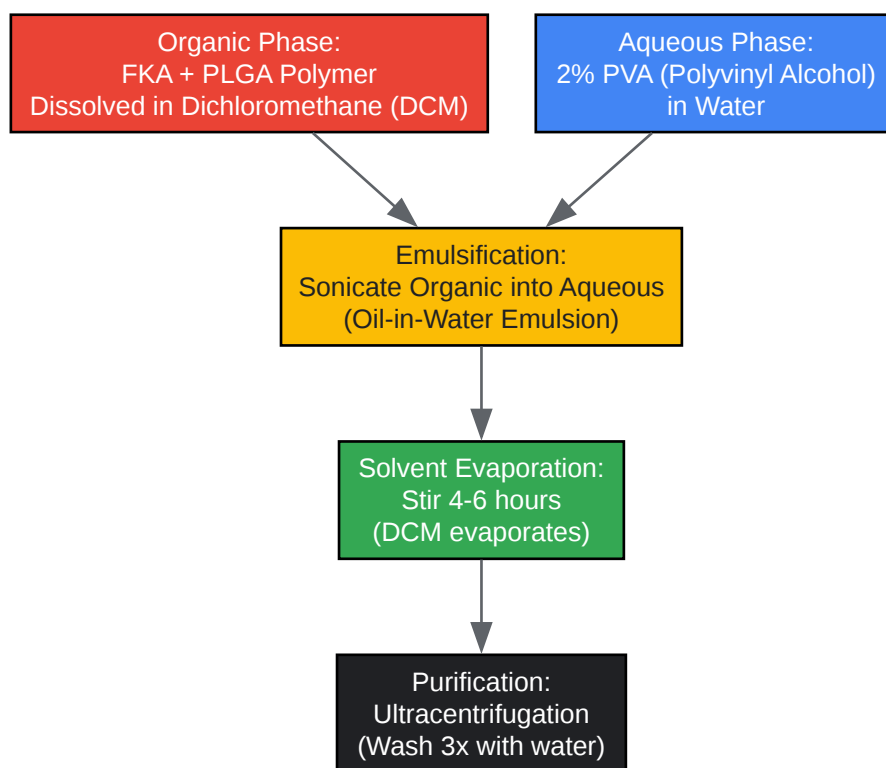 Organic Phase:
FKA + PLGA Polymer
Dissolved in Dichloromethane (DCM)
Aqueous Phase:
2% PVA (Polyvinyl Alcohol)
in Water
Emulsification:
Sonicate Organic into Aqueous
(Oil-in-Water Emulsion)
Solvent Evaporation:
Stir 4-6 hours
(DCM evaporates)
Purification:
Ultracentrifugation
(Wash 3x with water)